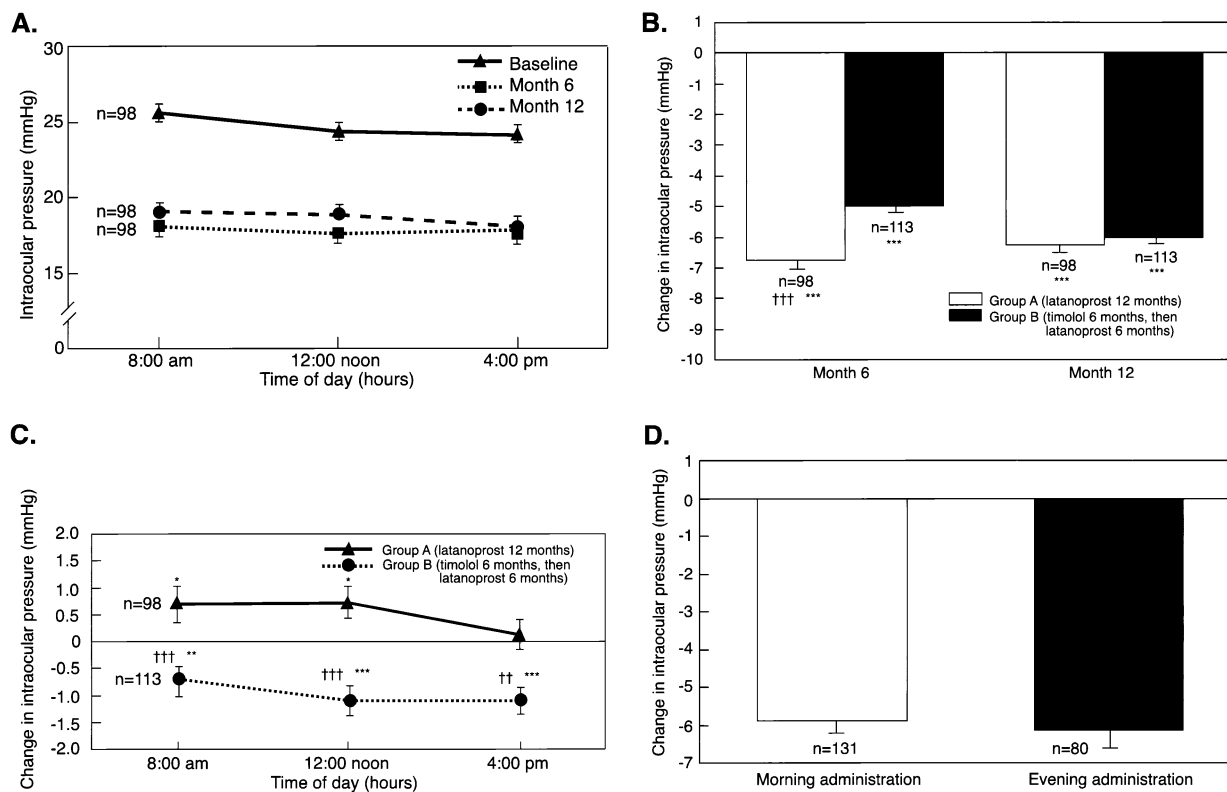 A.
30
25
20
15
0
Intraocular pressure (mmHg)
Baseline
Month 6
Month 12
n=98
n=98
n=98
8:00 am
12:00 noon
4:00 pm
Time of day (hours)
B.
1
0
-1
-2
-3
-4
-5
-6
-7
-8
-9
-10
Change in intraocular pressure (mmHg)
n=98
††† ***
n=113
***
n=98
***
n=113
***
Group A (latanoprost 12 months)
Group B (timolol 6 months, then
latanoprost 6 months)
Month 6
Month 12
C.
2.0
1.5
1.0
0.5
0
-0.5
-1.0
-1.5
-2.0
Change in intraocular pressure (mmHg)
Group A (latanoprost 12 months)
Group B (timolol 6 months, then
latanoprost 6 months)
*
*
n=98
††† **
††† ***
†† ***
n=113
8:00 am
12:00 noon
4:00 pm
Time of day (hours)
D.
1
0
-1
-2
-3
-4
-5
-6
-7
Change in intraocular pressure (mmHg)
n=131
n=80
Morning administration
Evening administration